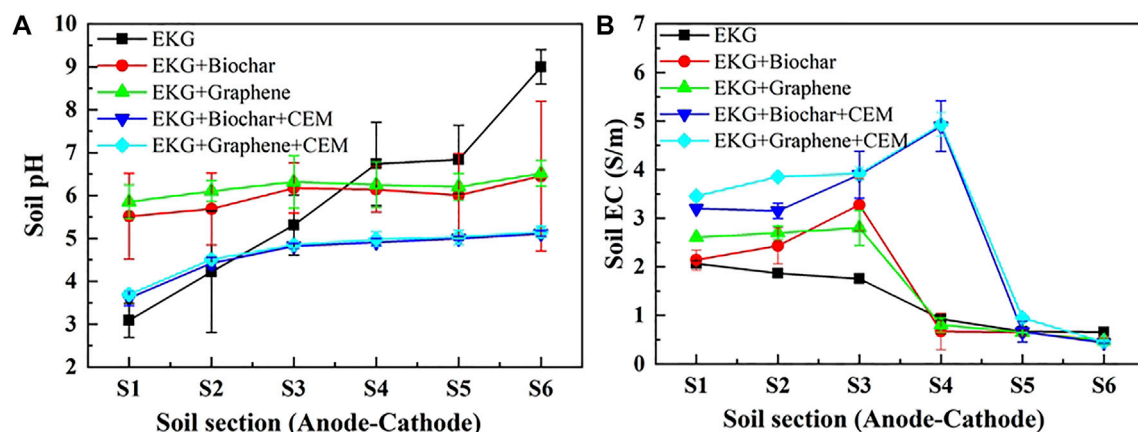 A
10
9
8
7
6
5
4
3
2
Soil pH
EKG
EKG+Biochar
EKG+Graphene
EKG+Biochar+CEM
EKG+Graphene+CEM
S1 S2 S3 S4 S5 S6
Soil section (Anode-Cathode)
B
7
6
5
4
3
2
1
0
Soil EC (S/m)
EKG
EKG+Biochar
EKG+Graphene
EKG+Biochar+CEM
EKG+Graphene+CEM
S1 S2 S3 S4 S5 S6
Soil section (Anode-Cathode)